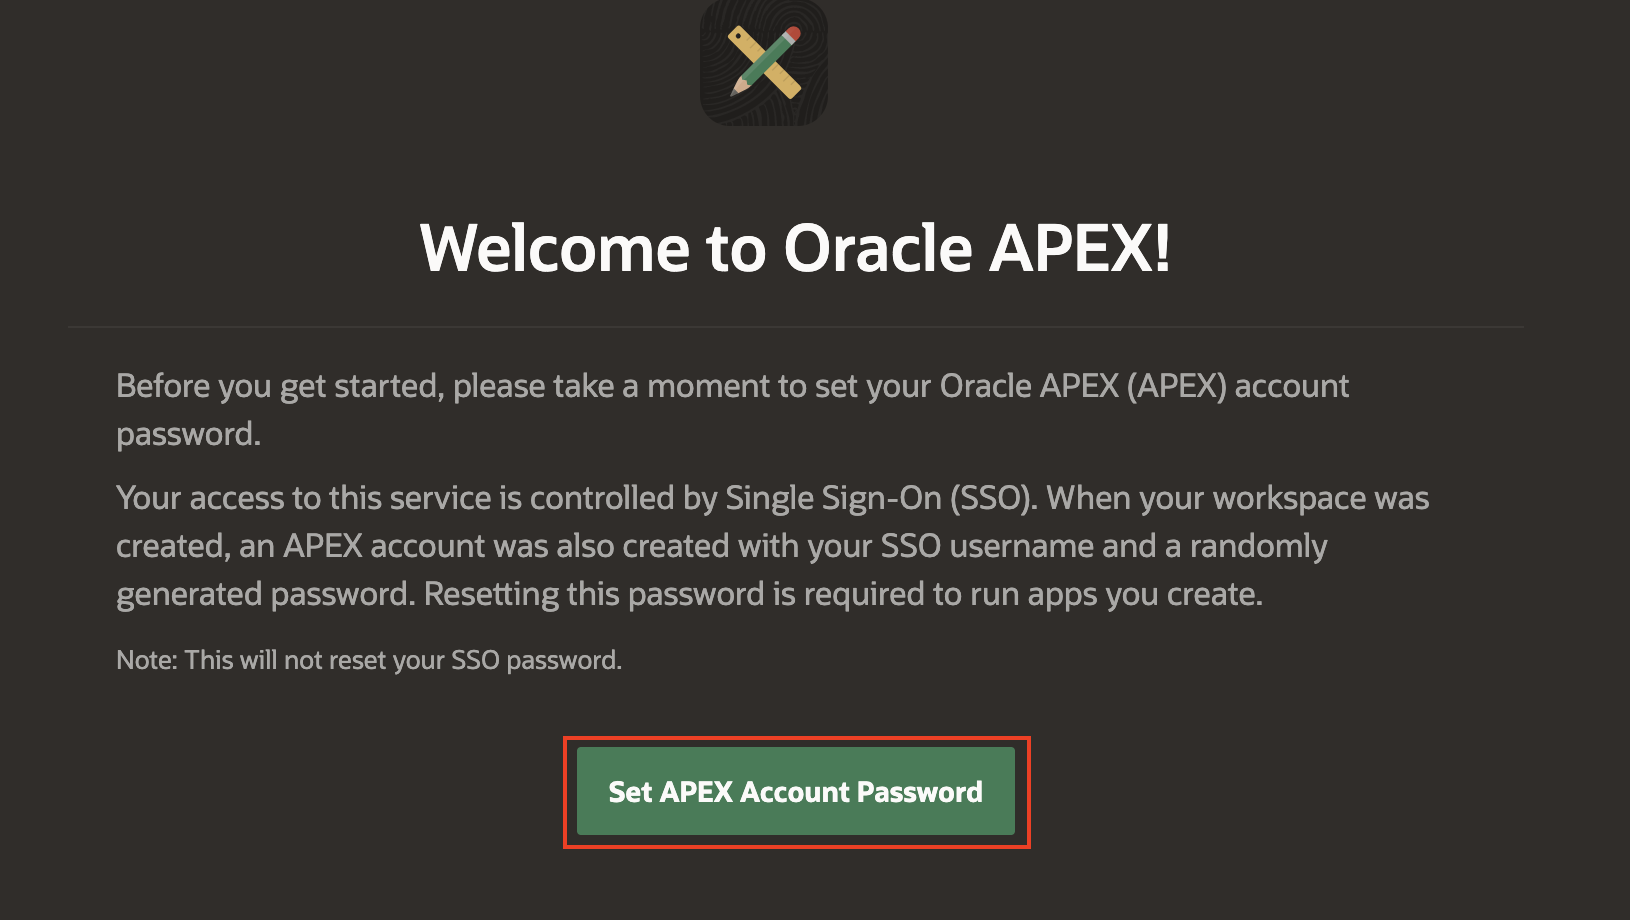 Welcome to Oracle APEX!
Before you get started, please take a moment to set your Oracle APEX (APEX) account
password.
Your access to this service is controlled by Single Sign-On (SSO). When your workspace was
created, an APEX account was also created with your SSO username and a randomly
generated password. Resetting this password is required to run apps you create.
Note: This will not reset your SSO password.
Set APEX Account Password